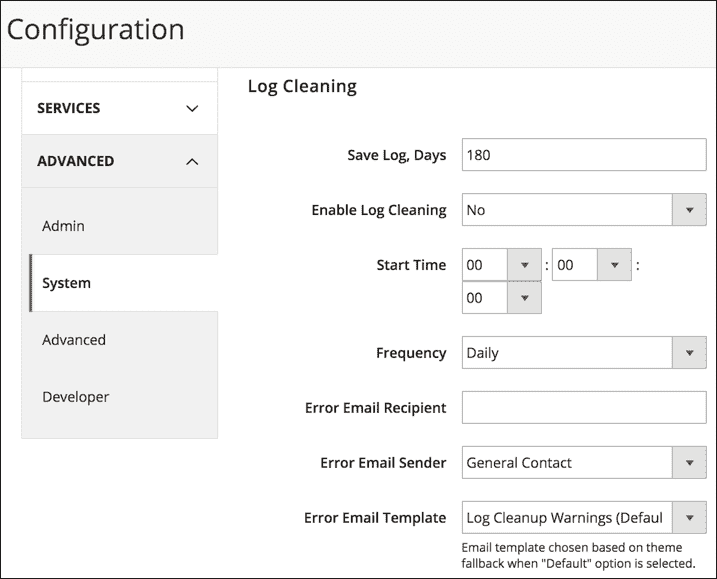 Configuration
SERVICES
ADVANCED
Admin
System
Advanced
Developer
Log Cleaning
Save Log, Days 180
Enable Log Cleaning No
Start Time 00 : 00 :
00
Frequency Daily
Error Email Recipient
Error Email Sender General Contact
Error Email Template Log Cleanup Warnings (Defaul
Email template chosen based on theme
fallback when "Default" option is selected.